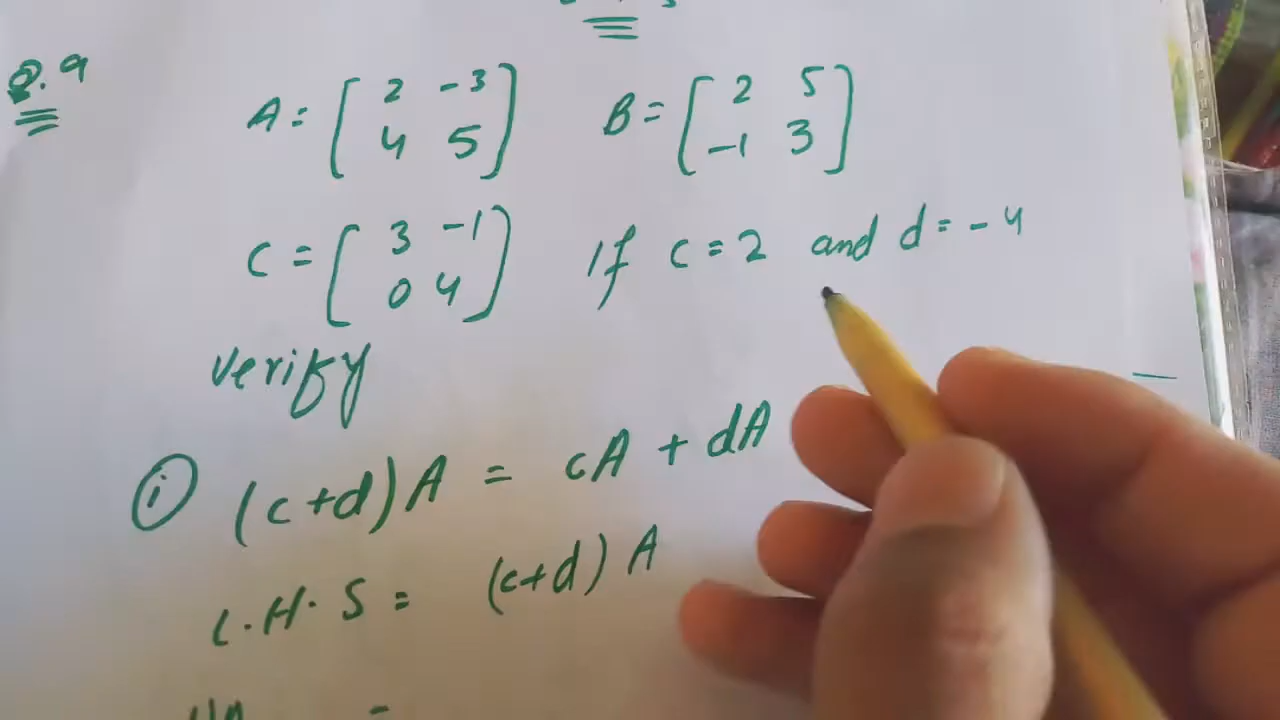 Q.9
A = [ 2 -3 B = [ 2 5
4 5 ] -1 3 ]
C = [ 3 -1 If c = 2 and d = -4
0 4 ]
Verify
(i) (c+d)A = cA + dA
L.H.S = (c+d) A